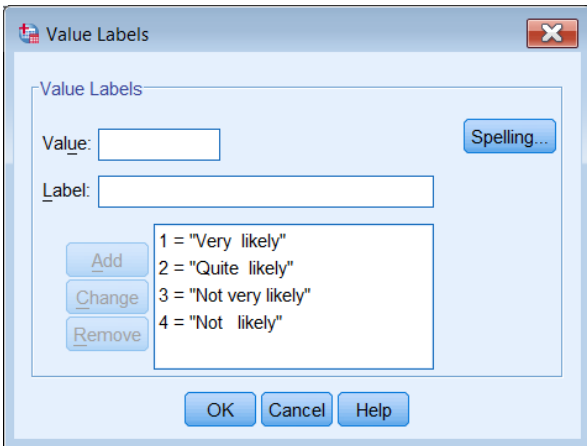 Value Labels
Value Labels
Value:
Spelling...
Label:
1 = "Very  likely"
2 = "Quite  likely"
3 = "Not very likely"
4 = "Not   likely"
Add
Change
Remove
OK Cancel Help